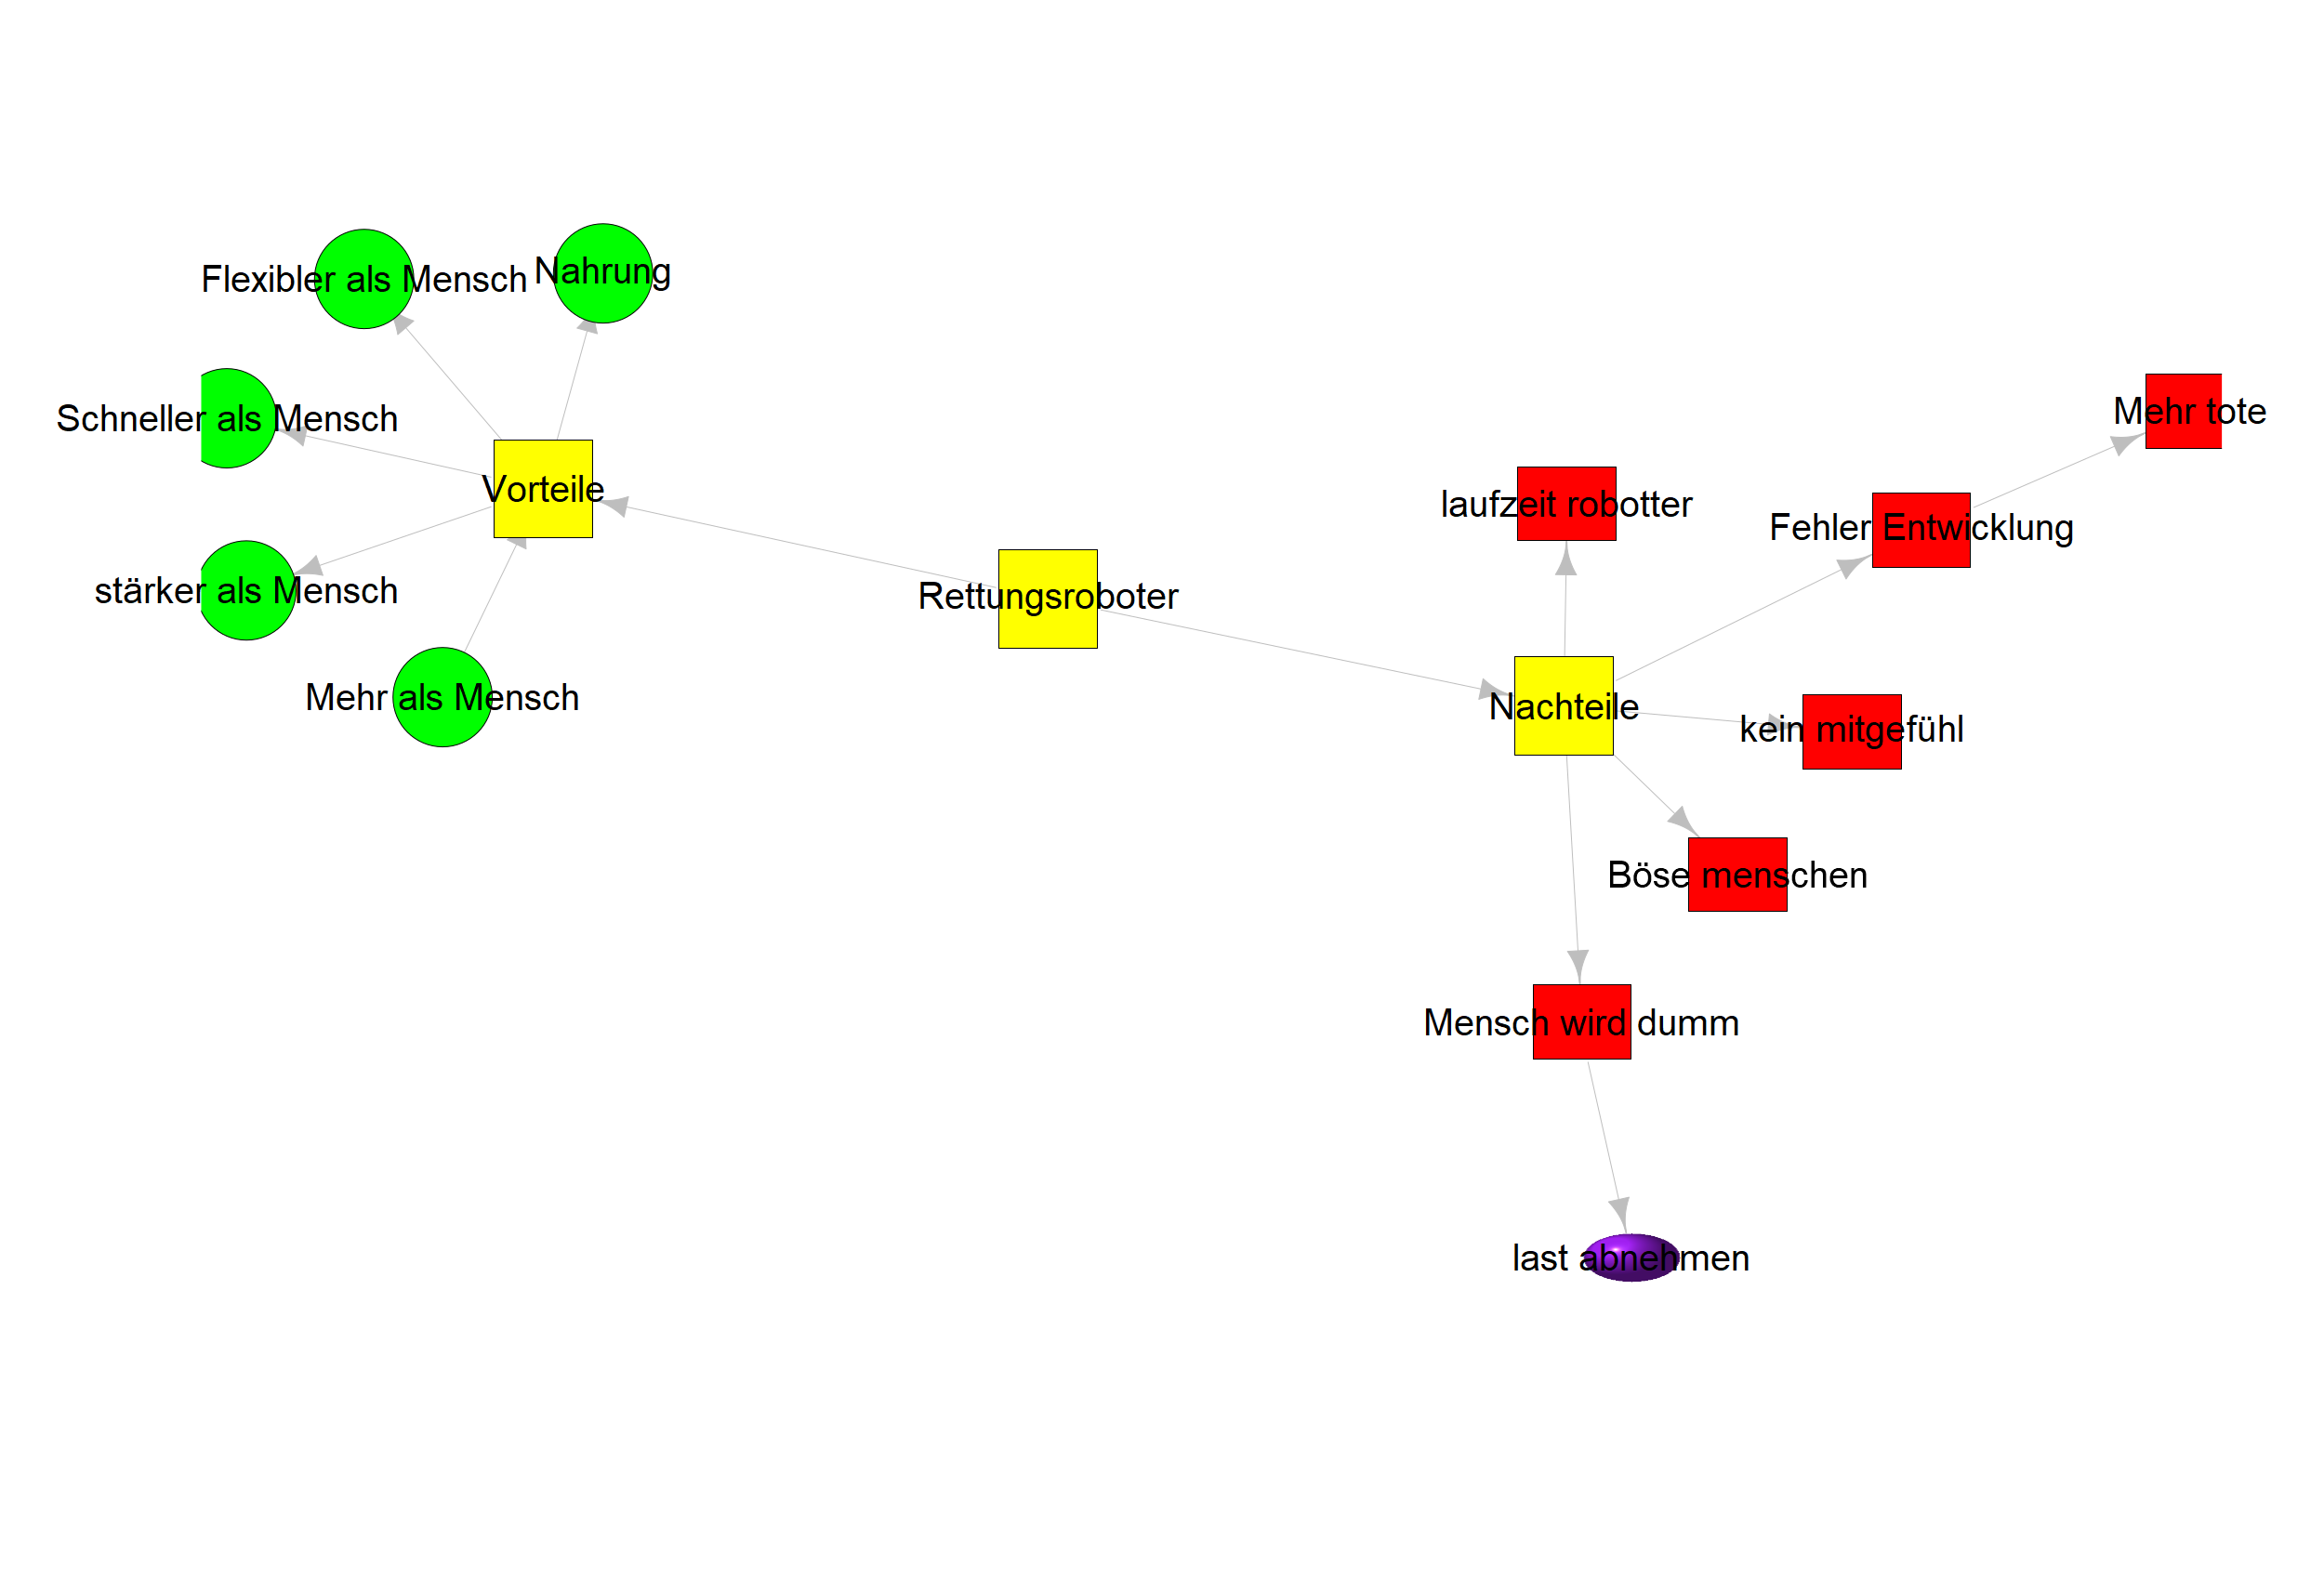 Flexibler als Mensch
Nahrung
Schneller als Mensch
Vorteile
stärker als Mensch
Mehr als Mensch
Rettungsroboter
Mehr tote
laufzeit robotter
Fehler Entwicklung
Nachteile
kein mitgefühl
Böse menschen
Mensch wird dumm
last abnehmen